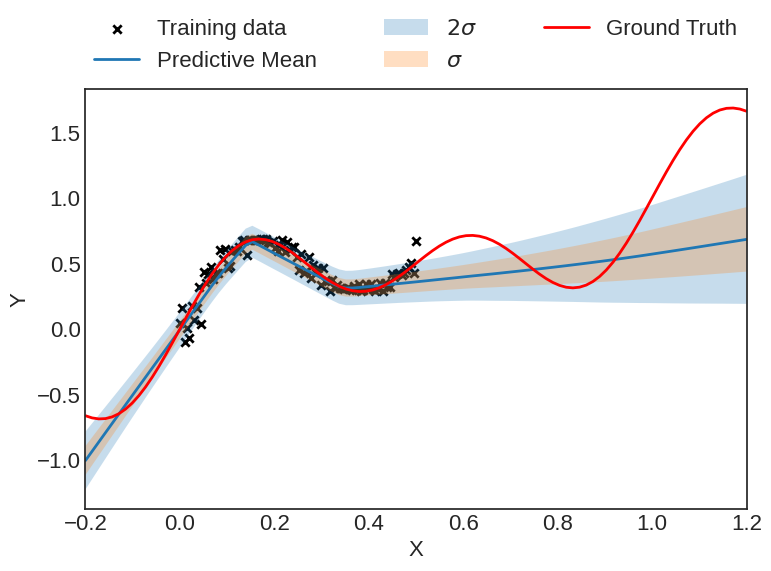 Training data
Predictive Mean
2σ
σ
Ground Truth
1.5
1.0
0.5
0.0
−0.5
−1.0
Y
−0.2 0.0 0.2 0.4 0.6 0.8 1.0 1.2
X